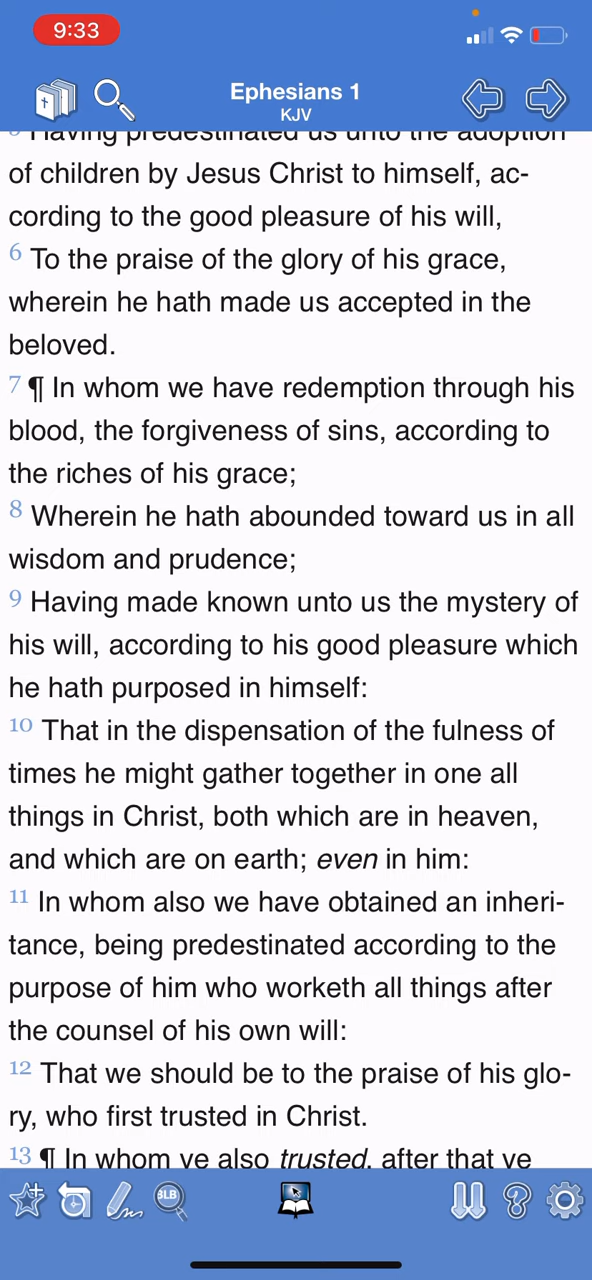 9:33
Ephesians 1
KJV
5 Having predestinated us unto the adoption
of children by Jesus Christ to himself, ac-
cording to the good pleasure of his will,
6 To the praise of the glory of his grace,
wherein he hath made us accepted in the
beloved.
7 ¶ In whom we have redemption through his
blood, the forgiveness of sins, according to
the riches of his grace;
8 Wherein he hath abounded toward us in all
wisdom and prudence;
9 Having made known unto us the mystery of
his will, according to his good pleasure which
he hath purposed in himself:
10 That in the dispensation of the fulness of
times he might gather together in one all
things in Christ, both which are in heaven,
and which are on earth; even in him:
11 In whom also we have obtained an inheri-
tance, being predestinated according to the
purpose of him who worketh all things after
the counsel of his own will:
12 That we should be to the praise of his glo-
ry, who first trusted in Christ.
13 ¶ In whom ye also trusted, after that ye
BLB